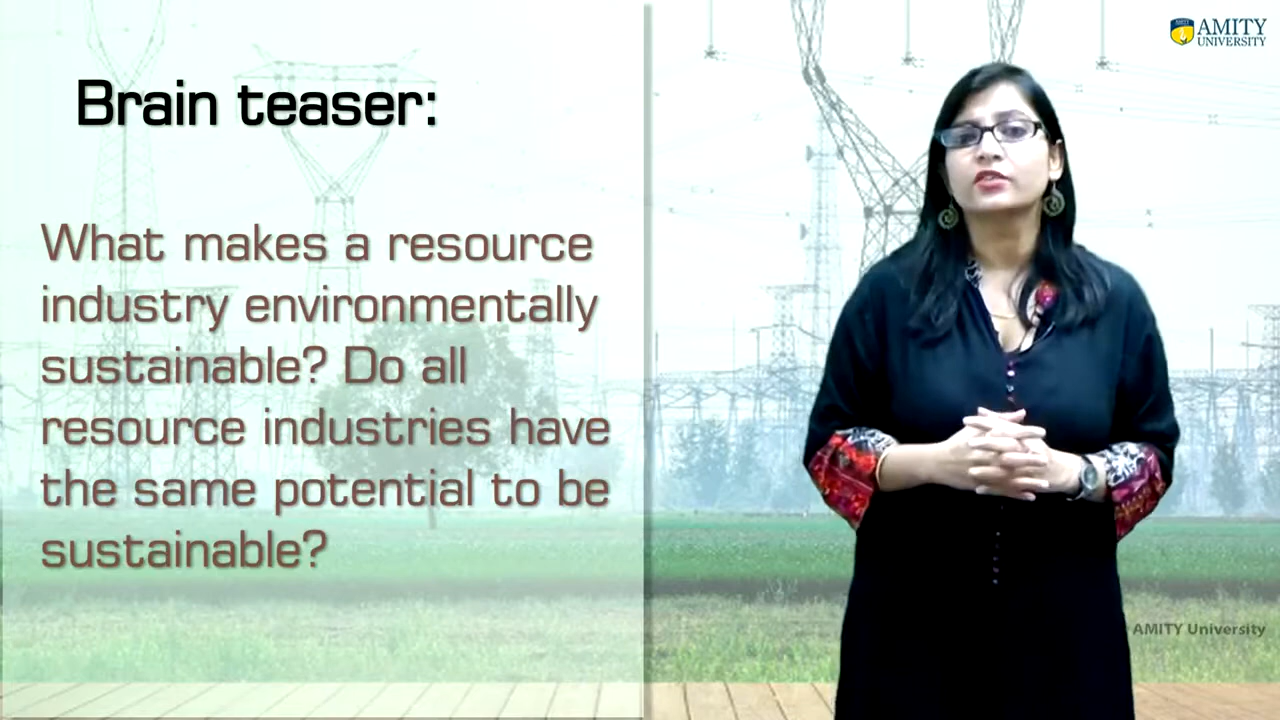 Brain teaser:
What makes a resource
industry environmentally
sustainable? Do all
resource industries have
the same potential to be
sustainable?
AMITY
UNIVERSITY
AMITY University